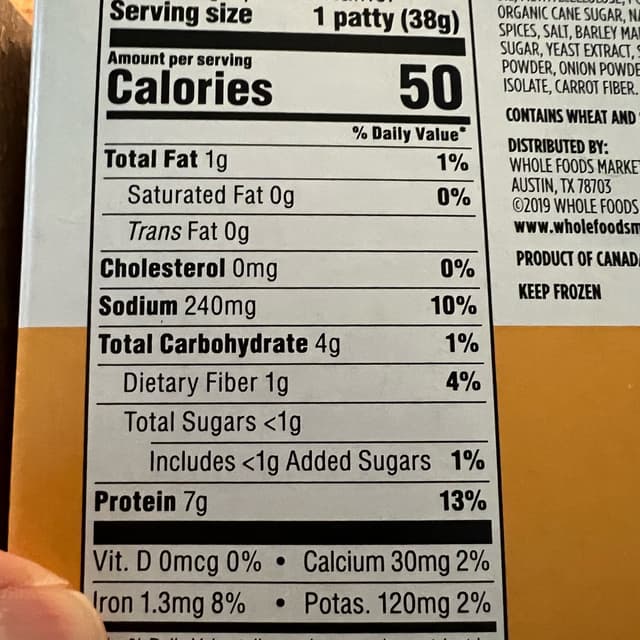 Serving size 1 patty (38g)
Amount per serving
Calories 50
% Daily Value*
Total Fat 1g 1%
Saturated Fat 0g 0%
Trans Fat 0g
Cholesterol 0mg 0%
Sodium 240mg 10%
Total Carbohydrate 4g 1%
Dietary Fiber 1g 4%
Total Sugars <1g
Includes <1g Added Sugars 1%
Protein 7g 13%
Vit. D 0mcg 0% • Calcium 30mg 2%
Iron 1.3mg 8% • Potas. 120mg 2%
ORGANIC CANE SUGAR,
SPICES, SALT, BARLEY
SUGAR, YEAST EXTRACT,
POWDER, ONION
ISOLATE, CARROT FIBER.
CONTAINS WHEAT AND
DISTRIBUTED BY:
WHOLE FOODS
AUSTIN, TX 78703
©2019 WHOLE FOODS
www.wholefoodsm
PRODUCT OF
KEEP FROZEN